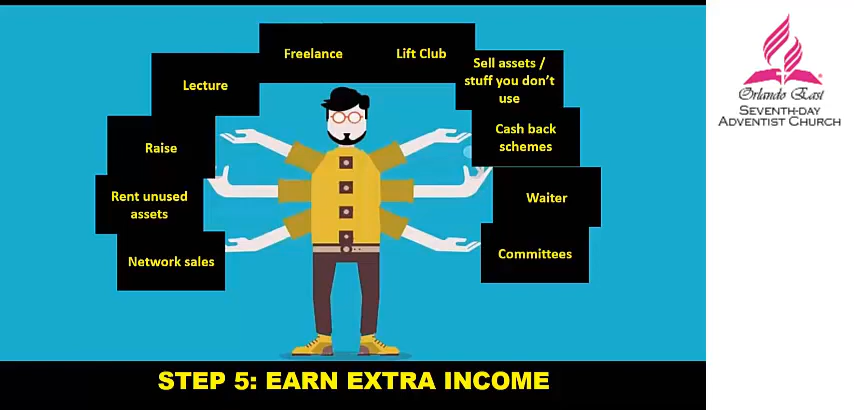 Freelance
Lift Club
Lecture
Sell assets /
stuff you don't
use
Raise
Cash back
schemes
Rent unused
assets
Waiter
Network sales
Committees
STEP 5: EARN EXTRA INCOME
Orlando East
SEVENTH-DAY
ADVENTIST CHURCH